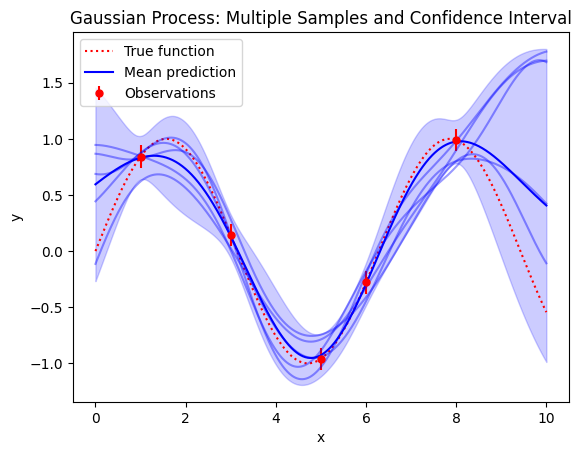 Gaussian Process: Multiple Samples and Confidence Interval
True function
Mean prediction
Observations
1.5
1.0
0.5
0.0
−0.5
−1.0
y
0 2 4 6 8 10
x